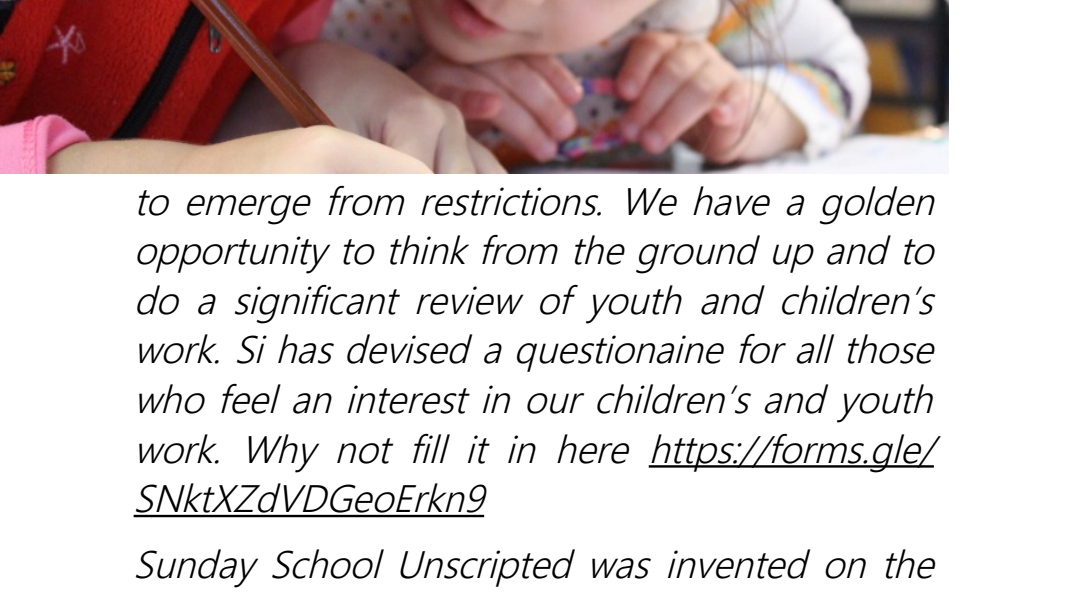 to emerge from restrictions. We have a golden
opportunity to think from the ground up and to
do a significant review of youth and children's
work. Si has devised a questionaine for all those
who feel an interest in our children's and youth
work. Why not fill it in here https://forms.gle/
SNktXZdVDGeoErkn9
Sunday School Unscripted was invented on the